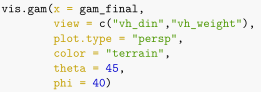 vis.gam(x = gam_final,
view = c("vh_din","vh_weight"),
plot.type = "persp",
color = "terrain",
theta = 45,
phi = 40)